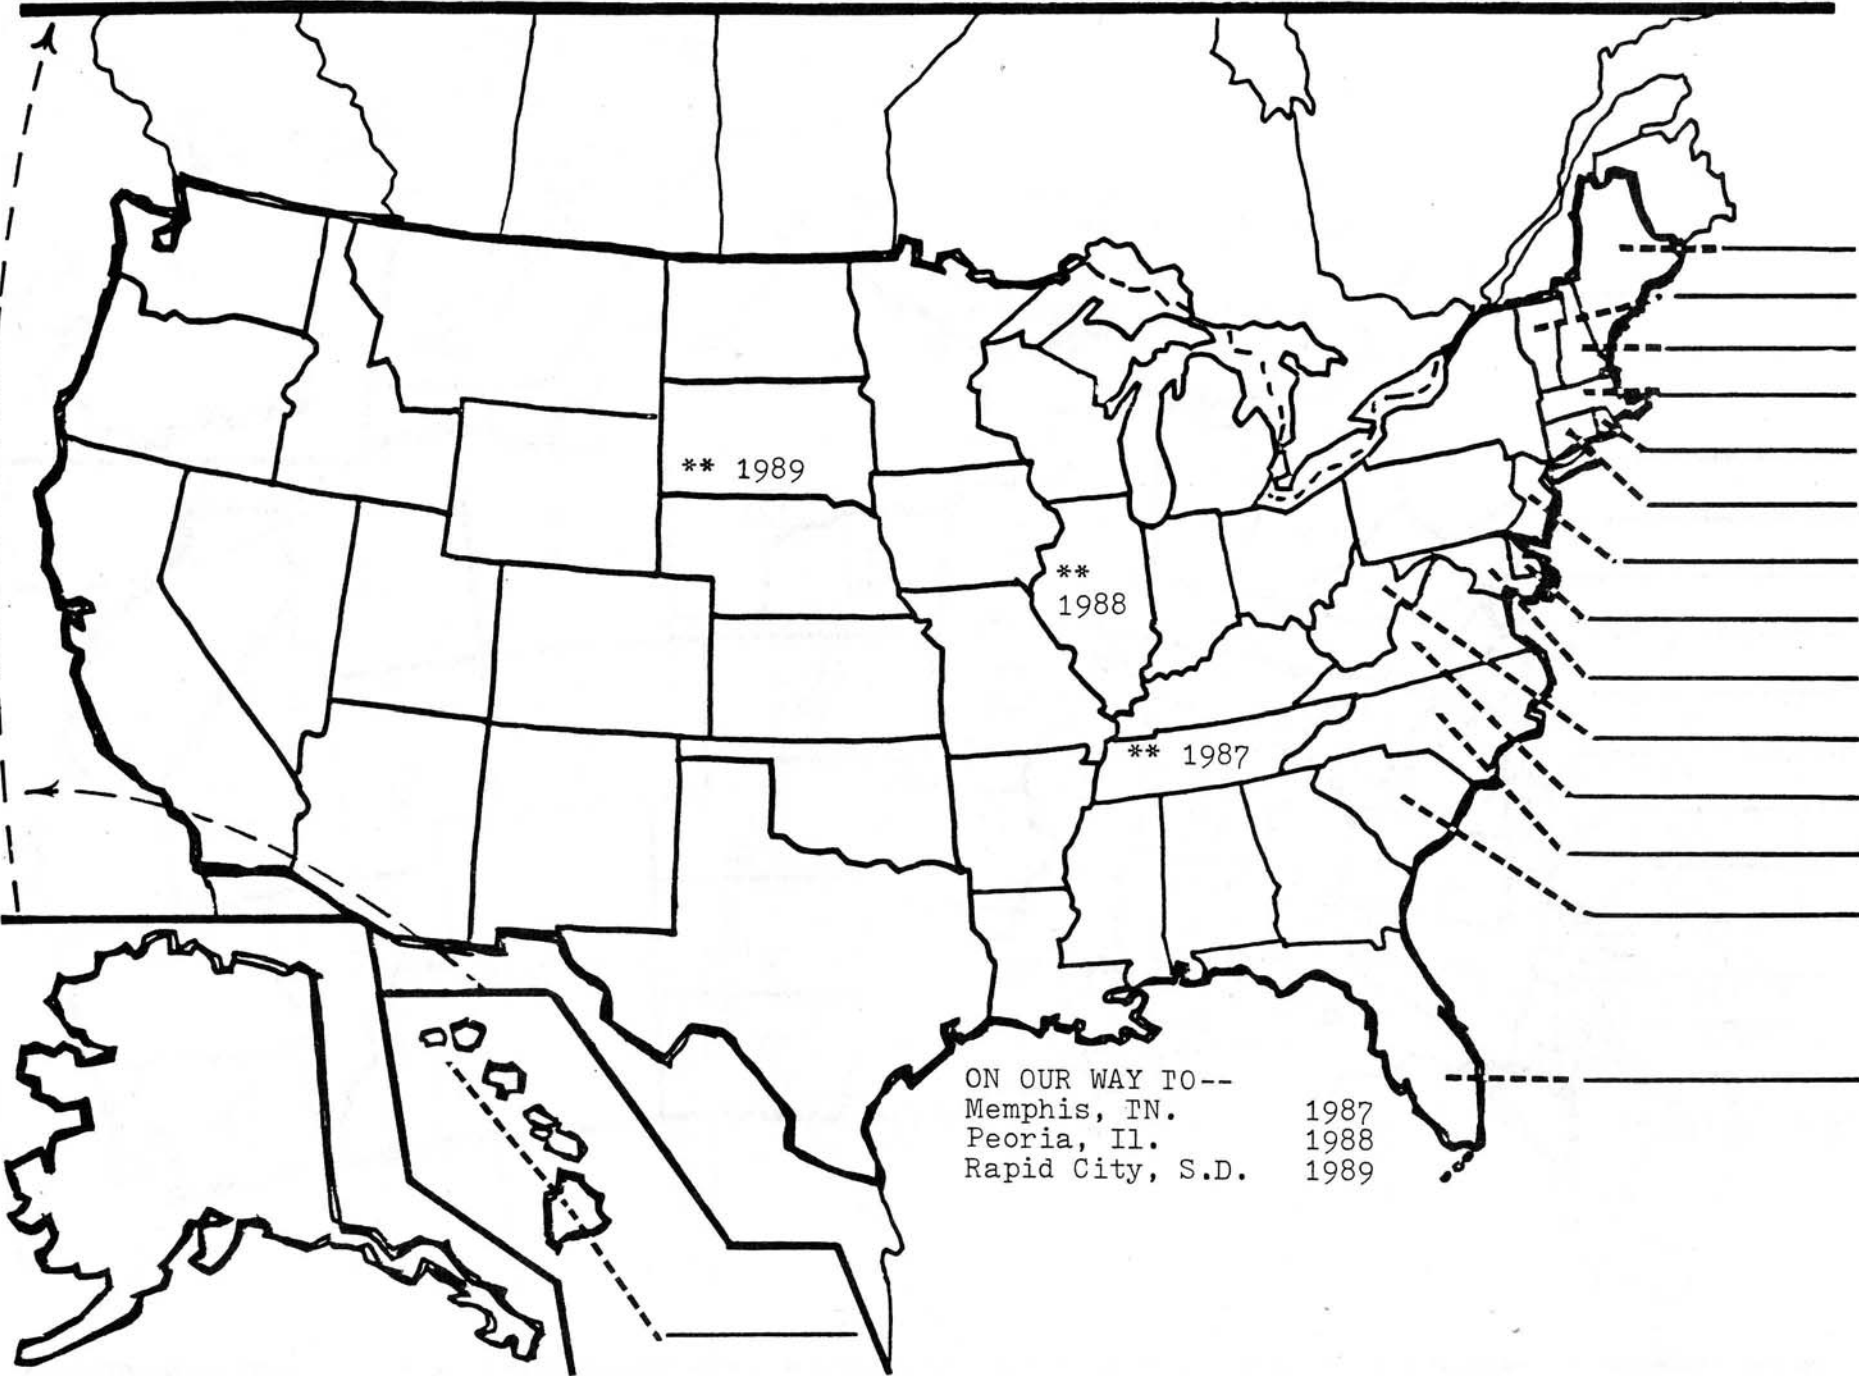 ** 1989
**
1988
** 1987
ON OUR WAY TO--
Memphis, TN. 1987
Peoria, Il. 1988
Rapid City, S.D. 1989